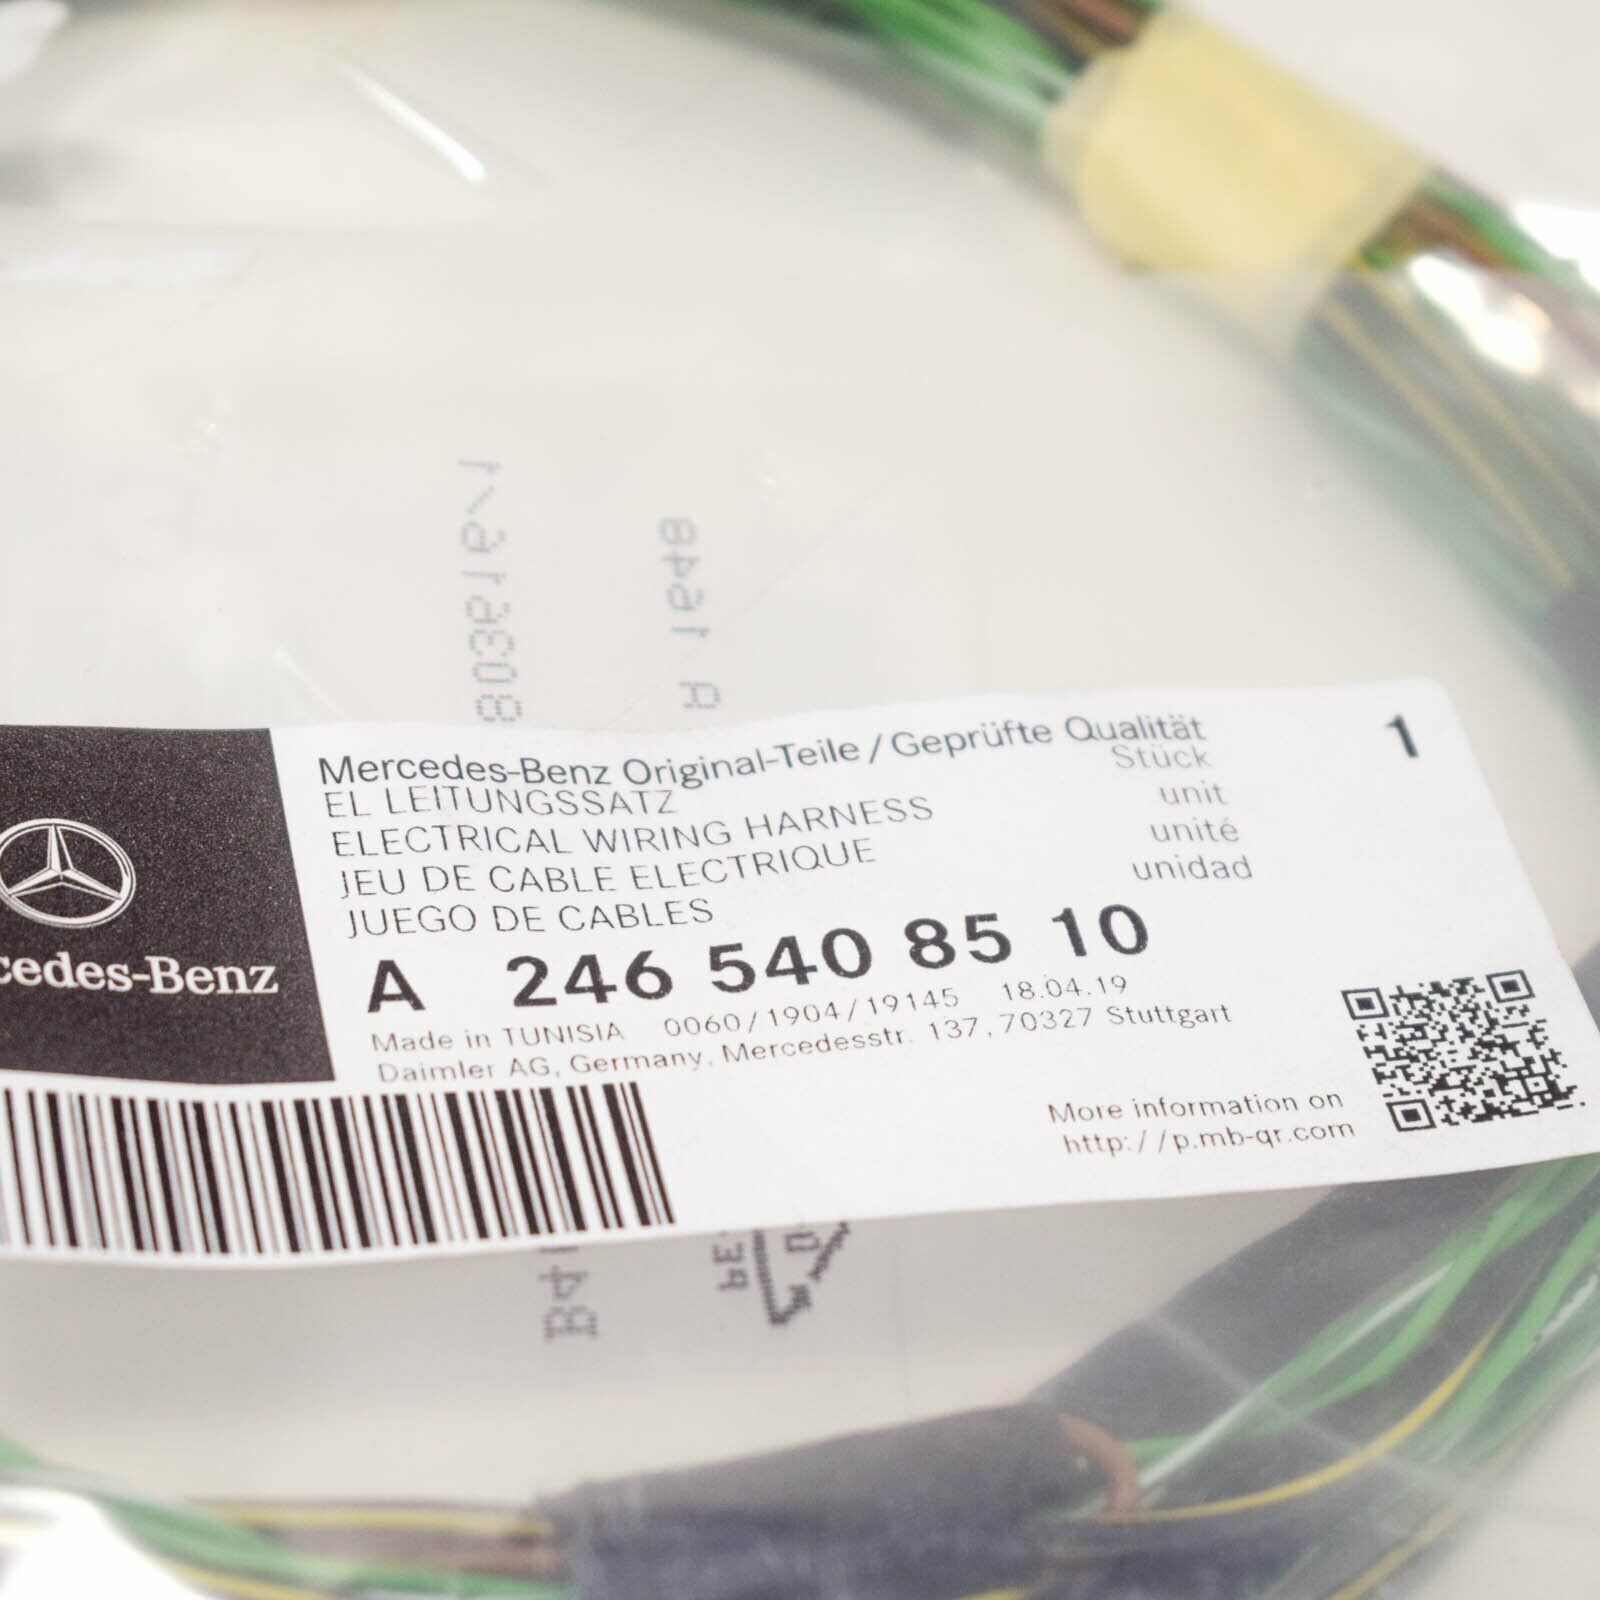 Mercedes-Benz Original-Teile / Geprüfte Qualität
EL LEITUNGSSATZ
ELECTRICAL WIRING HARNESS
JEU DE CABLE ELECTRIQUE
JUEGO DE CABLES
Stück
unit
unité
unidad
1
A 246 540 85 10
Made in TUNISIA 0060/1904/19145 18.04.19
Daimler AG, Germany, Mercedesstr. 137, 70327 Stuttgart
More information on
http://p.mb-qr.com
cedes-Benz